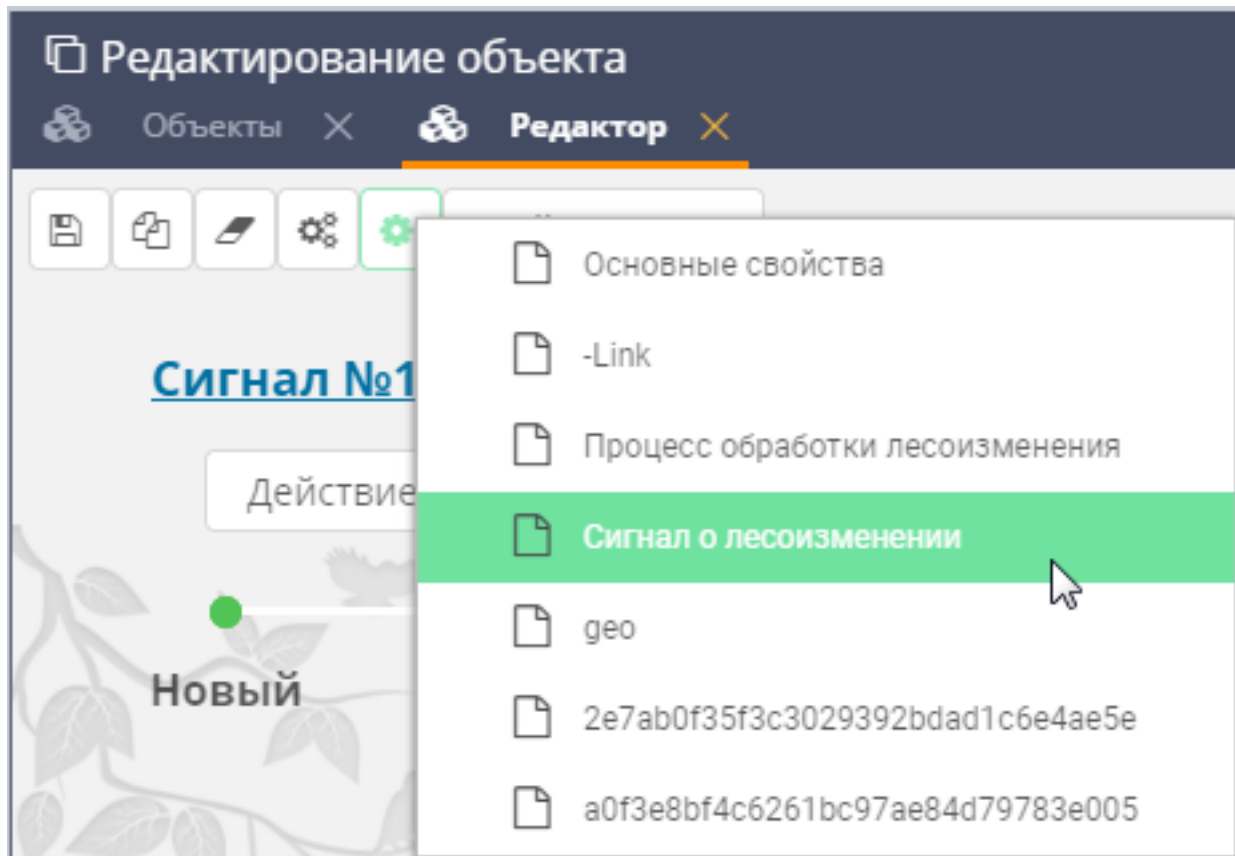 Редактирование объекта
Объекты
Редактор
Основные свойства
-Link
Сигнал №1
Процесс обработки лесоизменения
Действие
Сигнал о лесоизменении
geo
Новый
2e7ab0f35f3c3029392bdad1c6e4ae5e
a0f3e8bf4c6261bc97ae84d79783e005